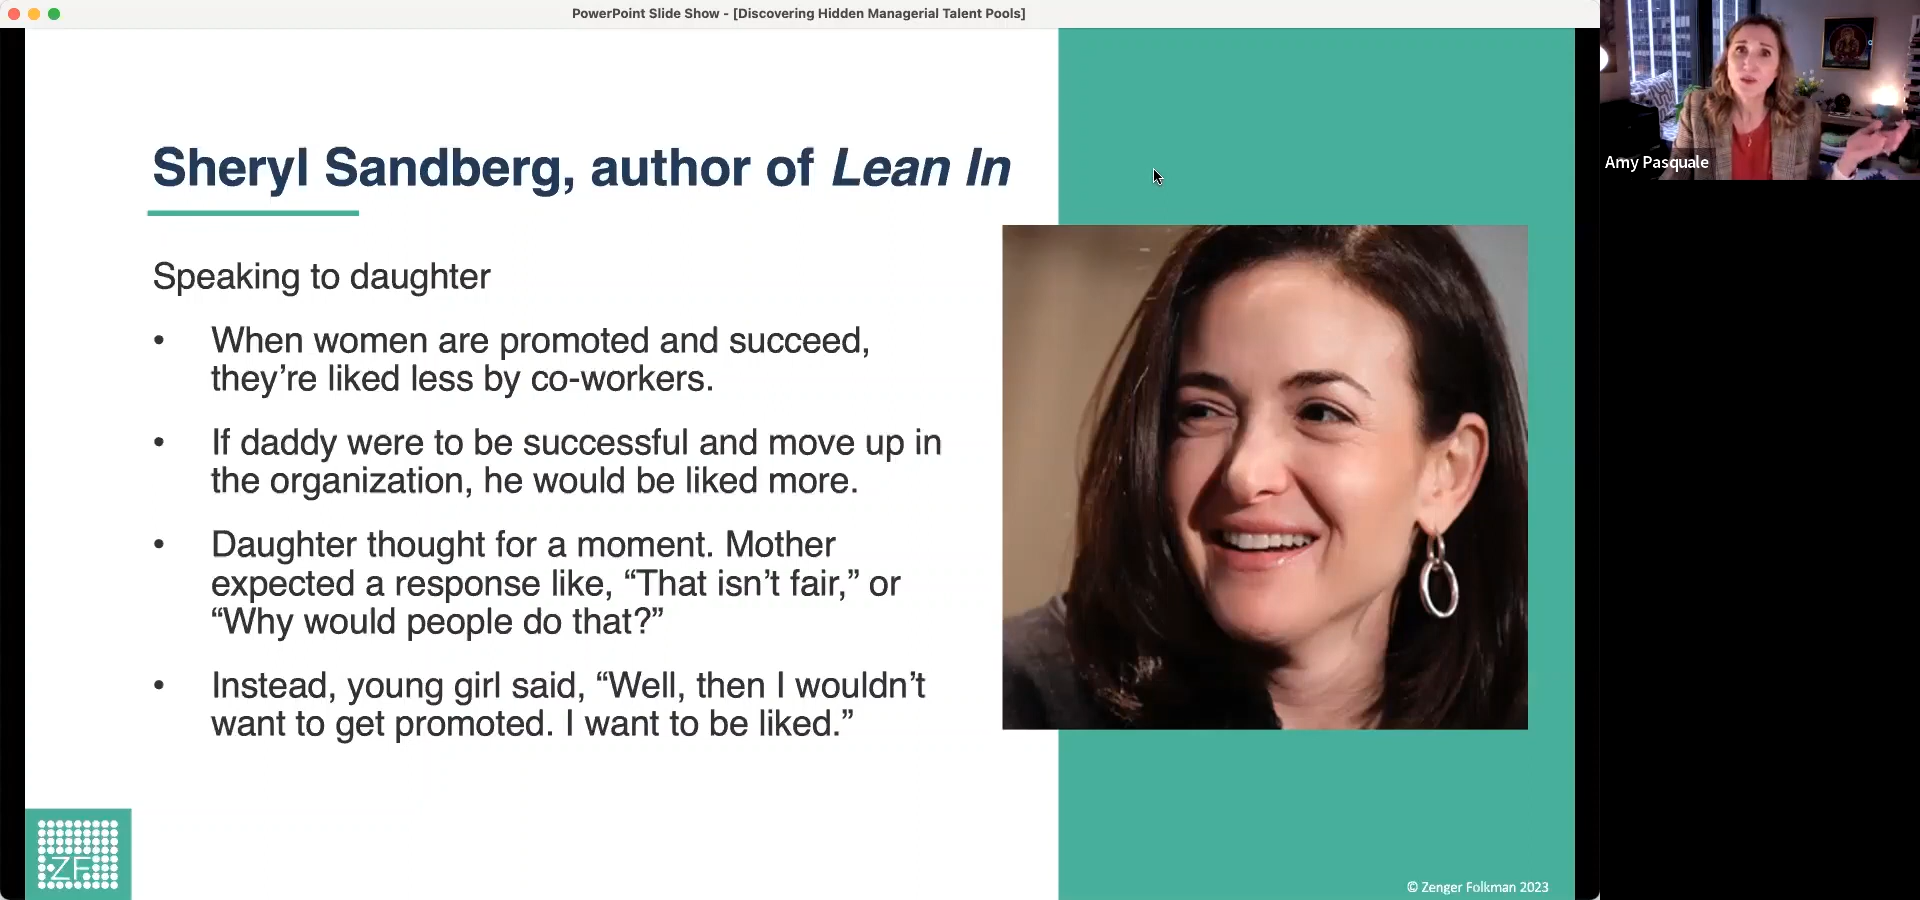 PowerPoint Slide Show - [Discovering Hidden Managerial Talent Pools]
Sheryl Sandberg, author of Lean In
Speaking to daughter
• When women are promoted and succeed,
they’re liked less by co-workers.
• If daddy were to be successful and move up in
the organization, he would be liked more.
• Daughter thought for a moment. Mother
expected a response like, “That isn’t fair,” or
“Why would people do that?”
• Instead, young girl said, “Well, then I wouldn’t
want to get promoted. I want to be liked.”
ZF
© Zenger Folkman 2023
Amy Pasquale